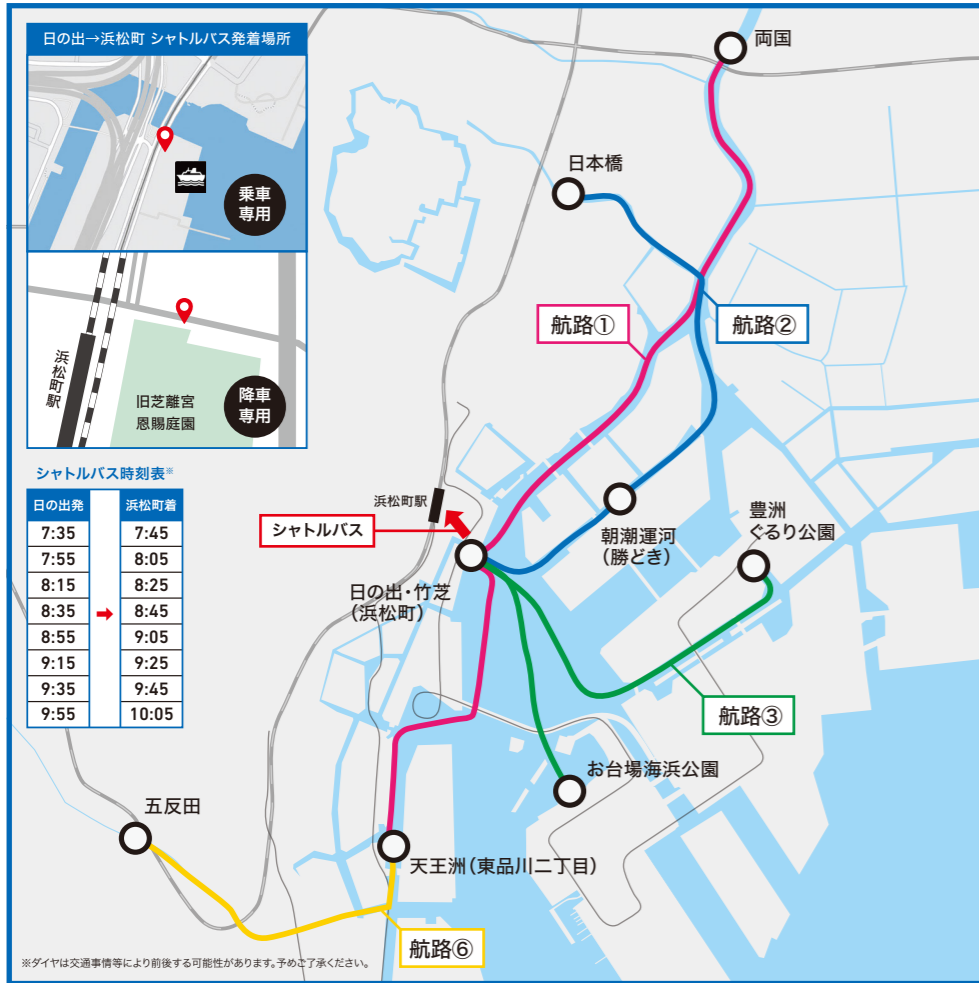 日の出→浜松町 シャトルバス発着場所
乗車
専用
浜松町駅
旧芝離宮
恩賜庭園
降車
専用
シャトルバス時刻表※
日の出発 浜松町着
7:35 7:45
7:55 8:05
8:15 8:25
8:35 ➡ 8:45
8:55 9:05
9:15 9:25
9:35 9:45
9:55 10:05
両国
日本橋
航路①
航路②
浜松町駅
シャトルバス
朝潮運河
(勝どき)
豊洲
ぐるり公園
日の出・竹芝
(浜松町)
航路③
お台場海浜公園
五反田
天王洲(東品川二丁目)
航路⑥
※ダイヤは交通事情等により前後する可能性があります。予めご了承ください。